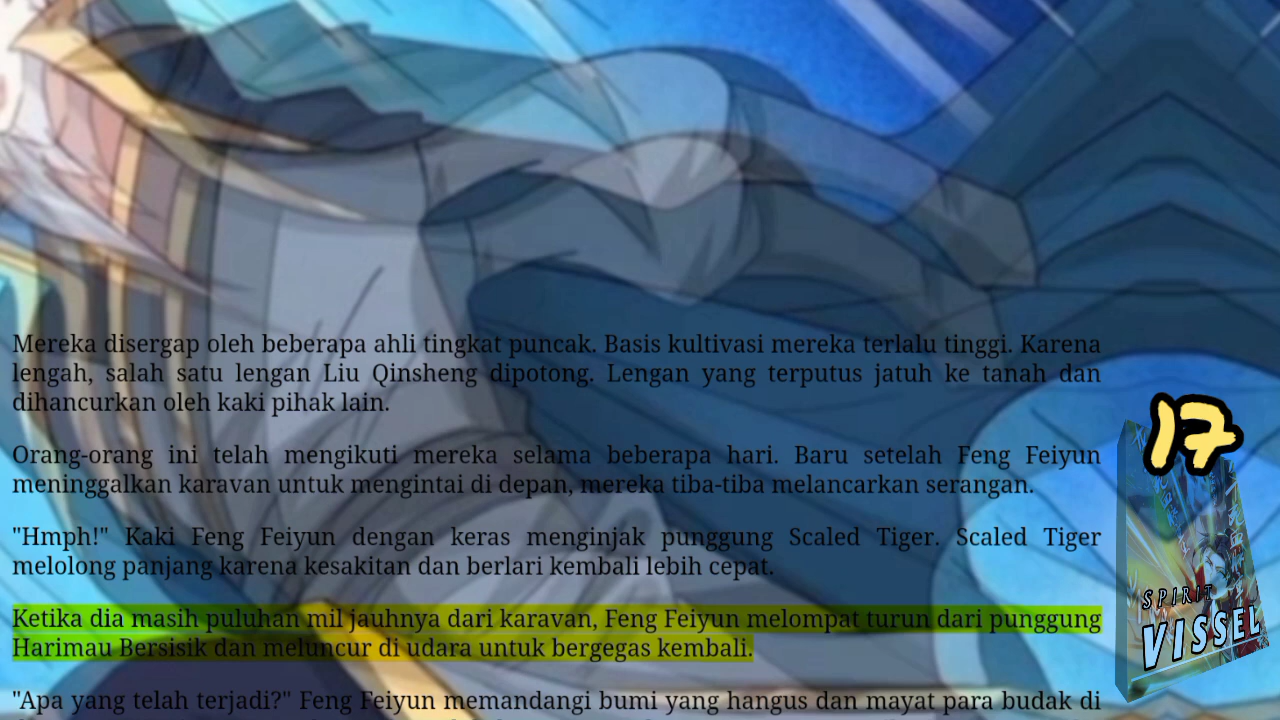 Mereka disergap oleh beberapa ahli tingkat puncak. Basis kultivasi mereka terlalu tinggi. Karena
lengah, salah satu lengan Liu Qinsheng dipotong. Lengan yang terputus jatuh ke tanah dan
dihancurkan oleh kaki pihak lain.
Orang-orang ini telah mengikuti mereka selama beberapa hari. Baru setelah Feng Feiyun
meninggalkan karavan untuk mengintai di depan, mereka tiba-tiba melancarkan serangan.
"Hmph!" Kaki Feng Feiyun dengan keras menginjak punggung Scaled Tiger. Scaled Tiger
melolong panjang karena kesakitan dan berlari kembali lebih cepat.
Ketika dia masih puluhan mil jauhnya dari karavan, Feng Feiyun melompat turun dari punggung
Harimau Bersisik dan meluncur di udara untuk bergegas kembali.
"Apa yang telah terjadi?" Feng Feiyun memandangi bumi yang hangus dan mayat para budak di
17
SPIRIT
VISSEL